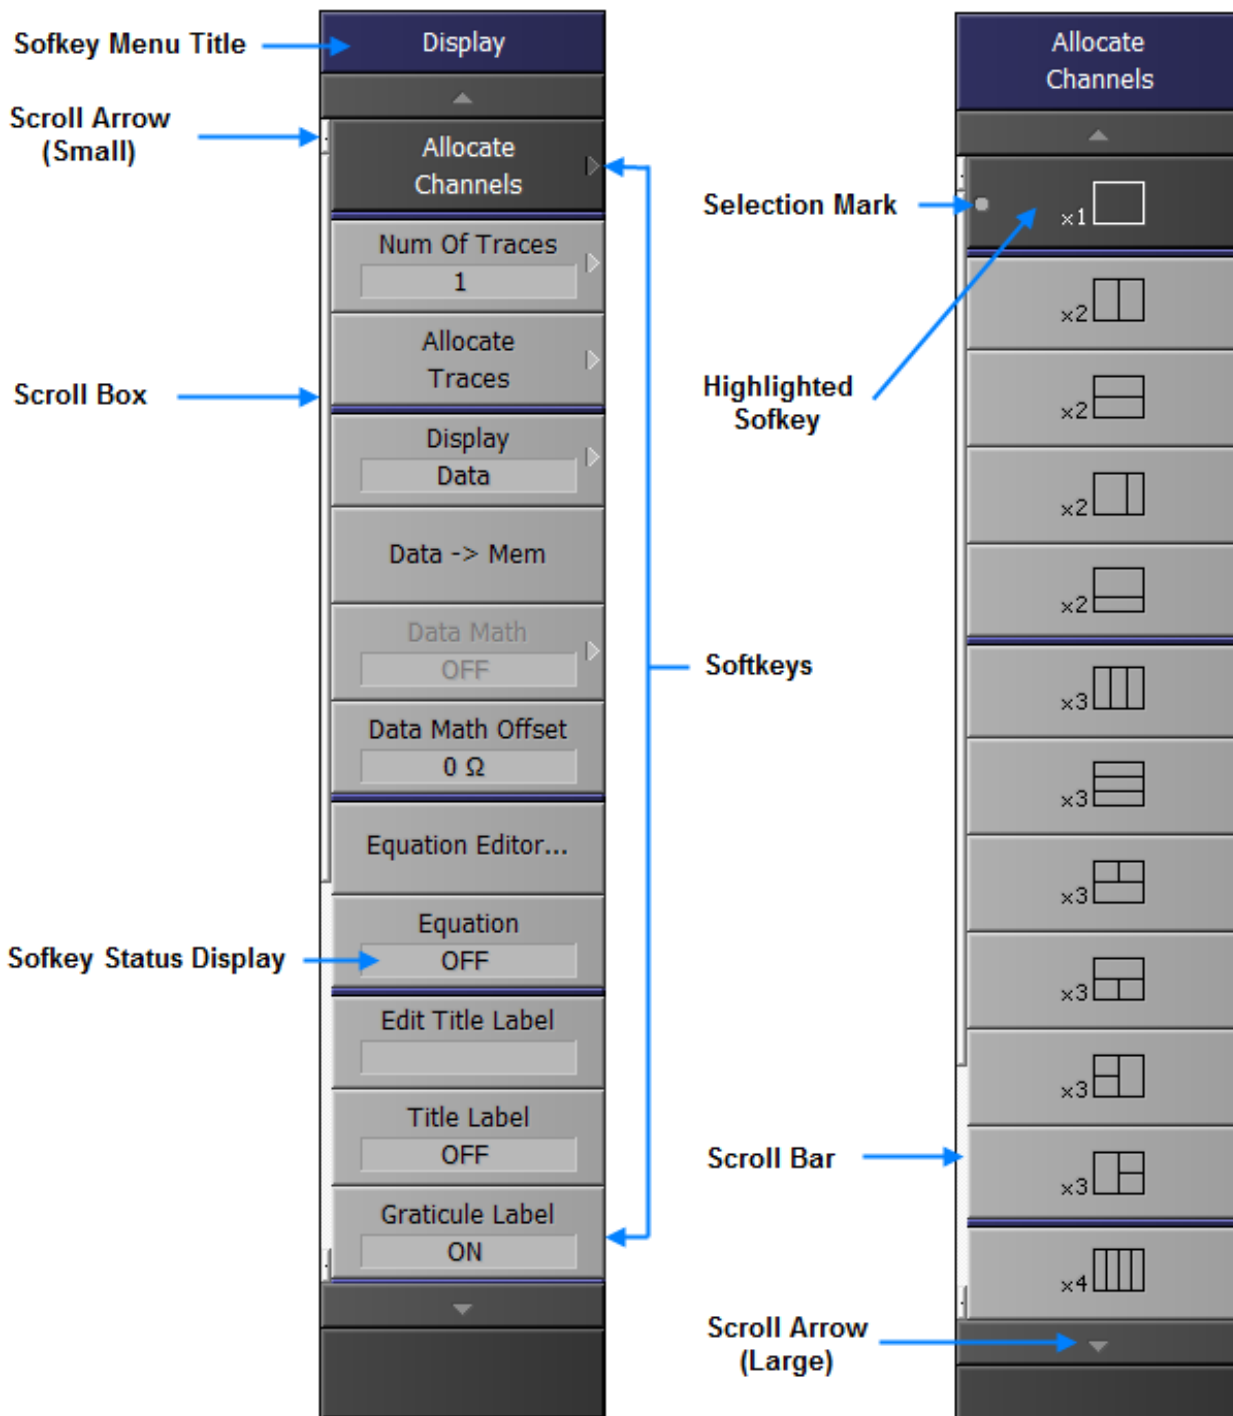 Sofkey Menu Title
Display
Scroll Arrow
(Small)
Allocate
Channels
Num Of Traces
1
Allocate
Traces
Scroll Box
Display
Data
Data -> Mem
Data Math
OFF
Data Math Offset
0 Ω
Equation Editor...
Equation
OFF
Sofkey Status Display
Edit Title Label
Title Label
OFF
Graticule Label
ON
Softkeys
Allocate
Channels
Selection Mark
×1
Highlighted
Sofkey
×2
×2
×2
×2
×3
×3
×3
×3
×3
×3
Scroll Bar
×4
Scroll Arrow
(Large)